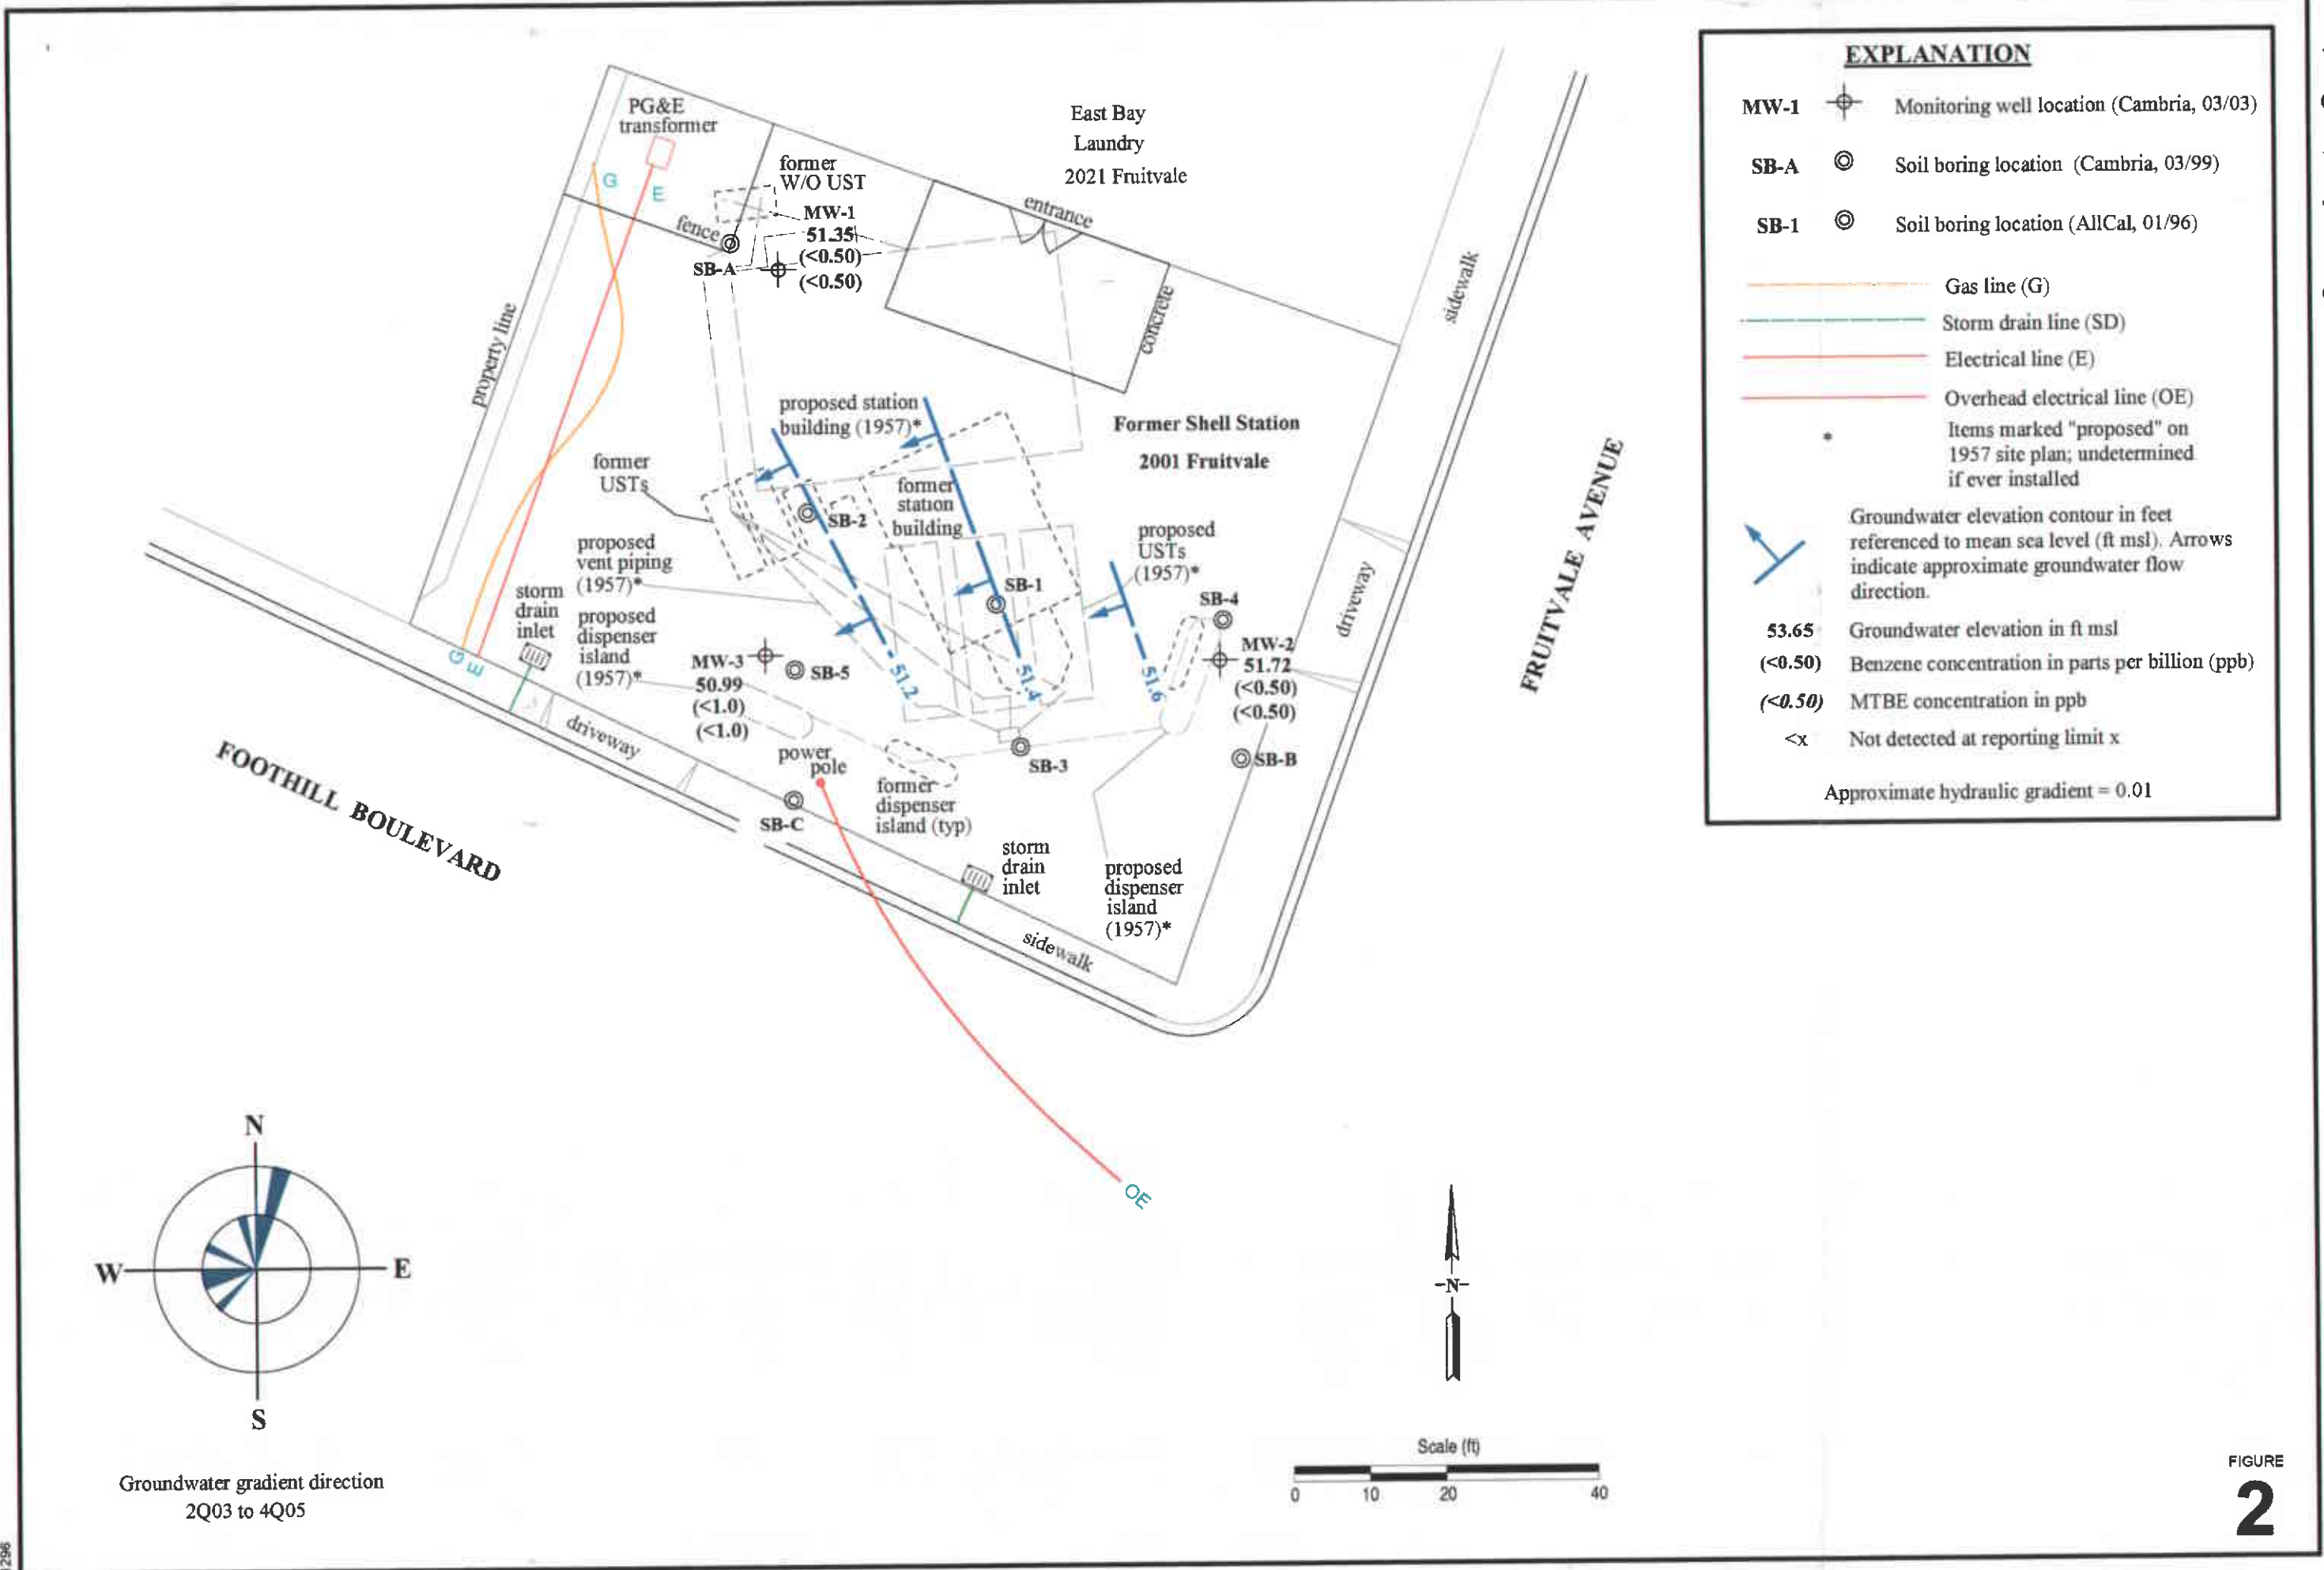 PG&E
transformer
G
E
fence
former
W/O UST
MW-1
51.35
(<0.50)
(<0.50)
SB-A
East Bay
Laundry
2021 Fruitvale
entrance
concrete
sidewalk
property line
proposed station
building (1957)*
Former Shell Station
2001 Fruitvale
former
USTs
SB-2
former
station
building
proposed
vent piping
(1957)*
proposed
USTs
(1957)*
SB-1
SB-4
MW-2
51.72
(<0.50)
(<0.50)
driveway
FRUITVALE AVENUE
storm
drain
inlet
proposed
dispenser
island
(1957)*
MW-3
50.99
(<1.0)
(<1.0)
SB-5
51.2
51.4
51.6
G
E
driveway
power
pole
SB-C
former
dispenser
island (typ)
SB-3
SB-B
FOOTHILL BOULEVARD
storm
drain
inlet
proposed
dispenser
island
(1957)*
sidewalk
OE
EXPLANATION
MW-1 Monitoring well location (Cambria, 03/03)
SB-A Soil boring location (Cambria, 03/99)
SB-1 Soil boring location (AllCal, 01/96)
Gas line (G)
Storm drain line (SD)
Electrical line (E)
Overhead electrical line (OE)
* Items marked "proposed" on
1957 site plan; undetermined
if ever installed
Groundwater elevation contour in feet
referenced to mean sea level (ft msl). Arrows
indicate approximate groundwater flow
direction.
53.65 Groundwater elevation in ft msl
(<0.50) Benzene concentration in parts per billion (ppb)
(<0.50) MTBE concentration in ppb
<x Not detected at reporting limit x
Approximate hydraulic gradient = 0.01
N
W
E
S
Groundwater gradient direction
2Q03 to 4Q05
-N-
Scale (ft)
0 10 20 40
FIGURE
2